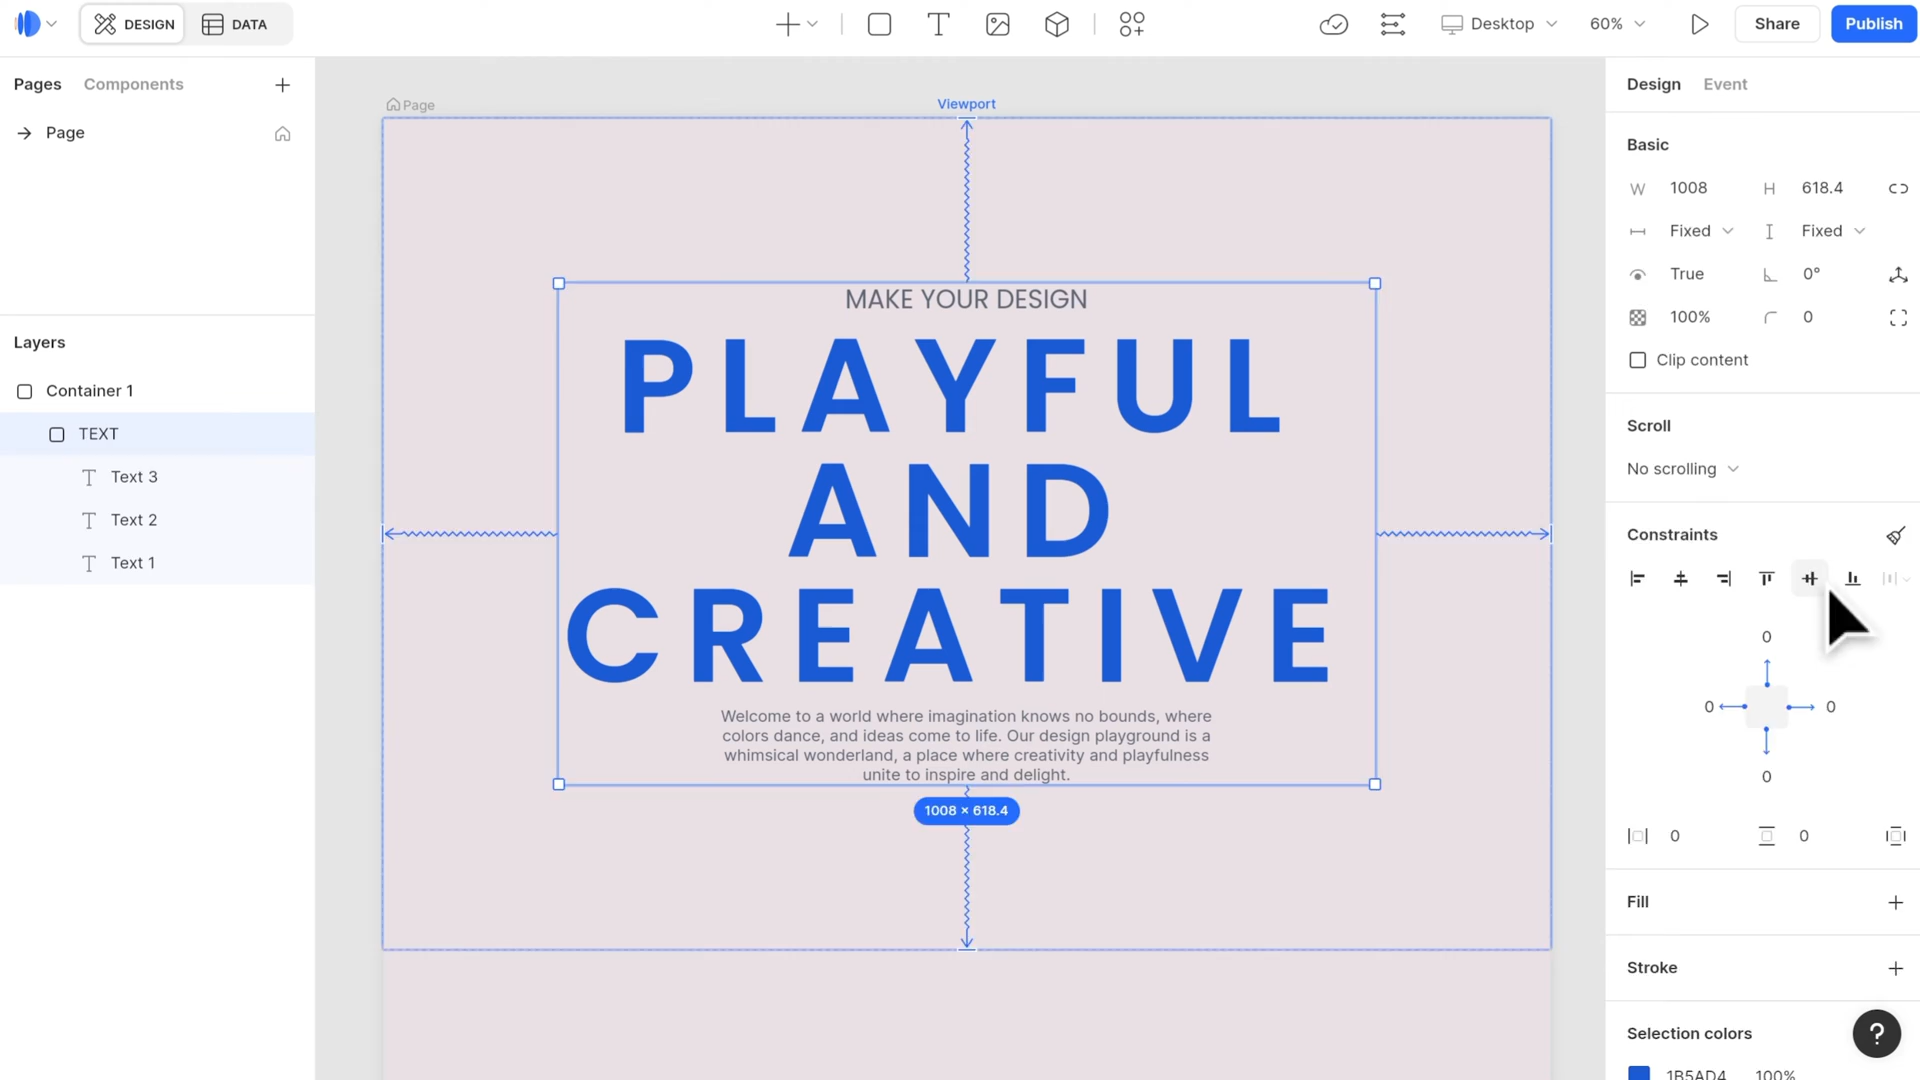 DESIGN
DATA
Desktop
60%
Share
Publish
Pages
Components
Page
Layers
Container 1
TEXT
Text 3
Text 2
Text 1
Page
Viewport
MAKE YOUR DESIGN
PLAYFUL
AND
CREATIVE
Welcome to a world where imagination knows no bounds, where
colors dance, and ideas come to life. Our design playground is a
whimsical wonderland, a place where creativity and playfulness
unite to inspire and delight.
1008 × 618.4
Design
Event
Basic
W 1008
H 618.4
Fixed
Fixed
True
0°
100%
0
Clip content
Scroll
No scrolling
Constraints
0
0
0
0
0
0
Fill
Stroke
Selection colors
?
1B5AD4 100%